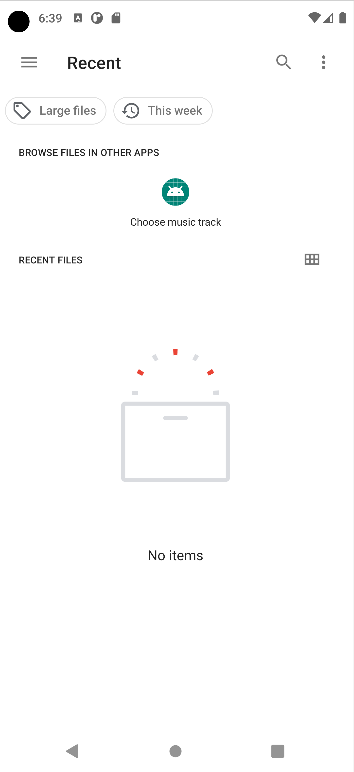 6:39
Recent
Large files
This week
BROWSE FILES IN OTHER APPS
Choose music track
RECENT FILES
No items